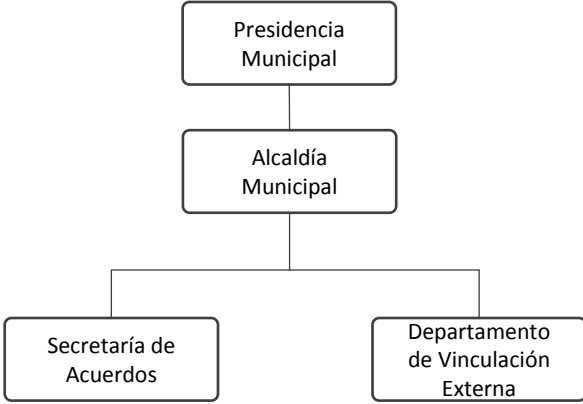 Presidencia
Municipal
Alcaldía
Municipal
Secretaría de
Acuerdos
Departamento
de Vinculación
Externa